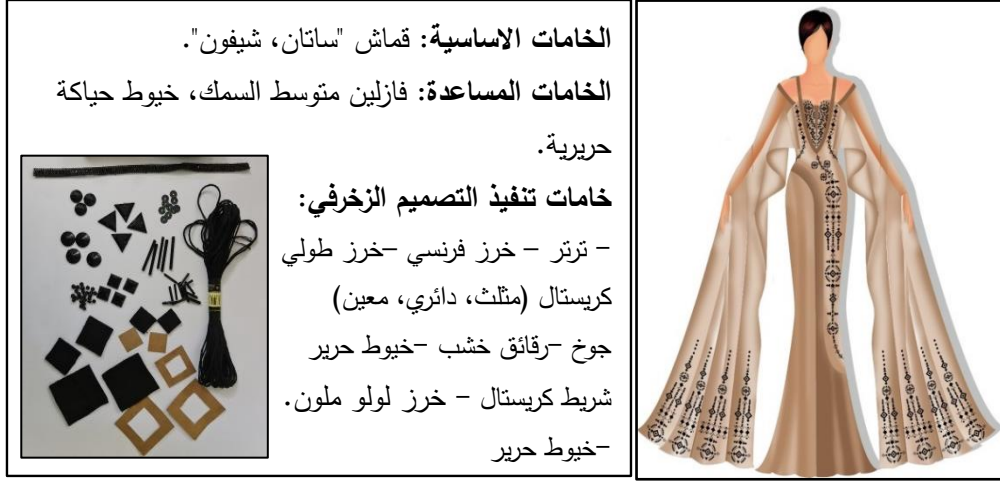 الخامات الاساسية: قماش "ساتان، شيفون".
الخامات المساعدة: فازلين متوسط السمك، خيوط حياكة
حريرية.
خامات تنفيذ التصميم الزخرفي:
- ترتر – خرز فرنسي –خرز طولي
كريستال (مثلث، دائري، معين)
جوخ –رقائق خشب –خيوط حرير
شريط كريستال – خرز لولو ملون.
-خيوط حرير